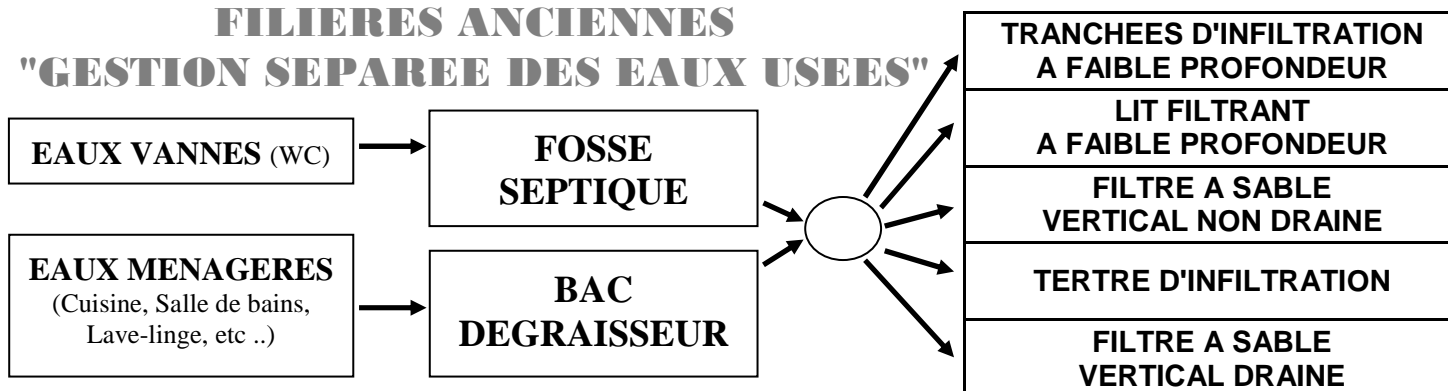 FILIERES ANCIENNES
"GESTION SEPAREE DES EAUX USEES"
EAUX VANNES (WC)
FOSSE
SEPTIQUE
EAUX MENAGERES
(Cuisine, Salle de bains,
Lave-linge, etc ..)
BAC
DEGRAISSEUR
TRANCHEES D'INFILTRATION
A FAIBLE PROFONDEUR
LIT FILTRANT
A FAIBLE PROFONDEUR
FILTRE A SABLE
VERTICAL NON DRAINE
TERTRE D'INFILTRATION
FILTRE A SABLE
VERTICAL DRAINE